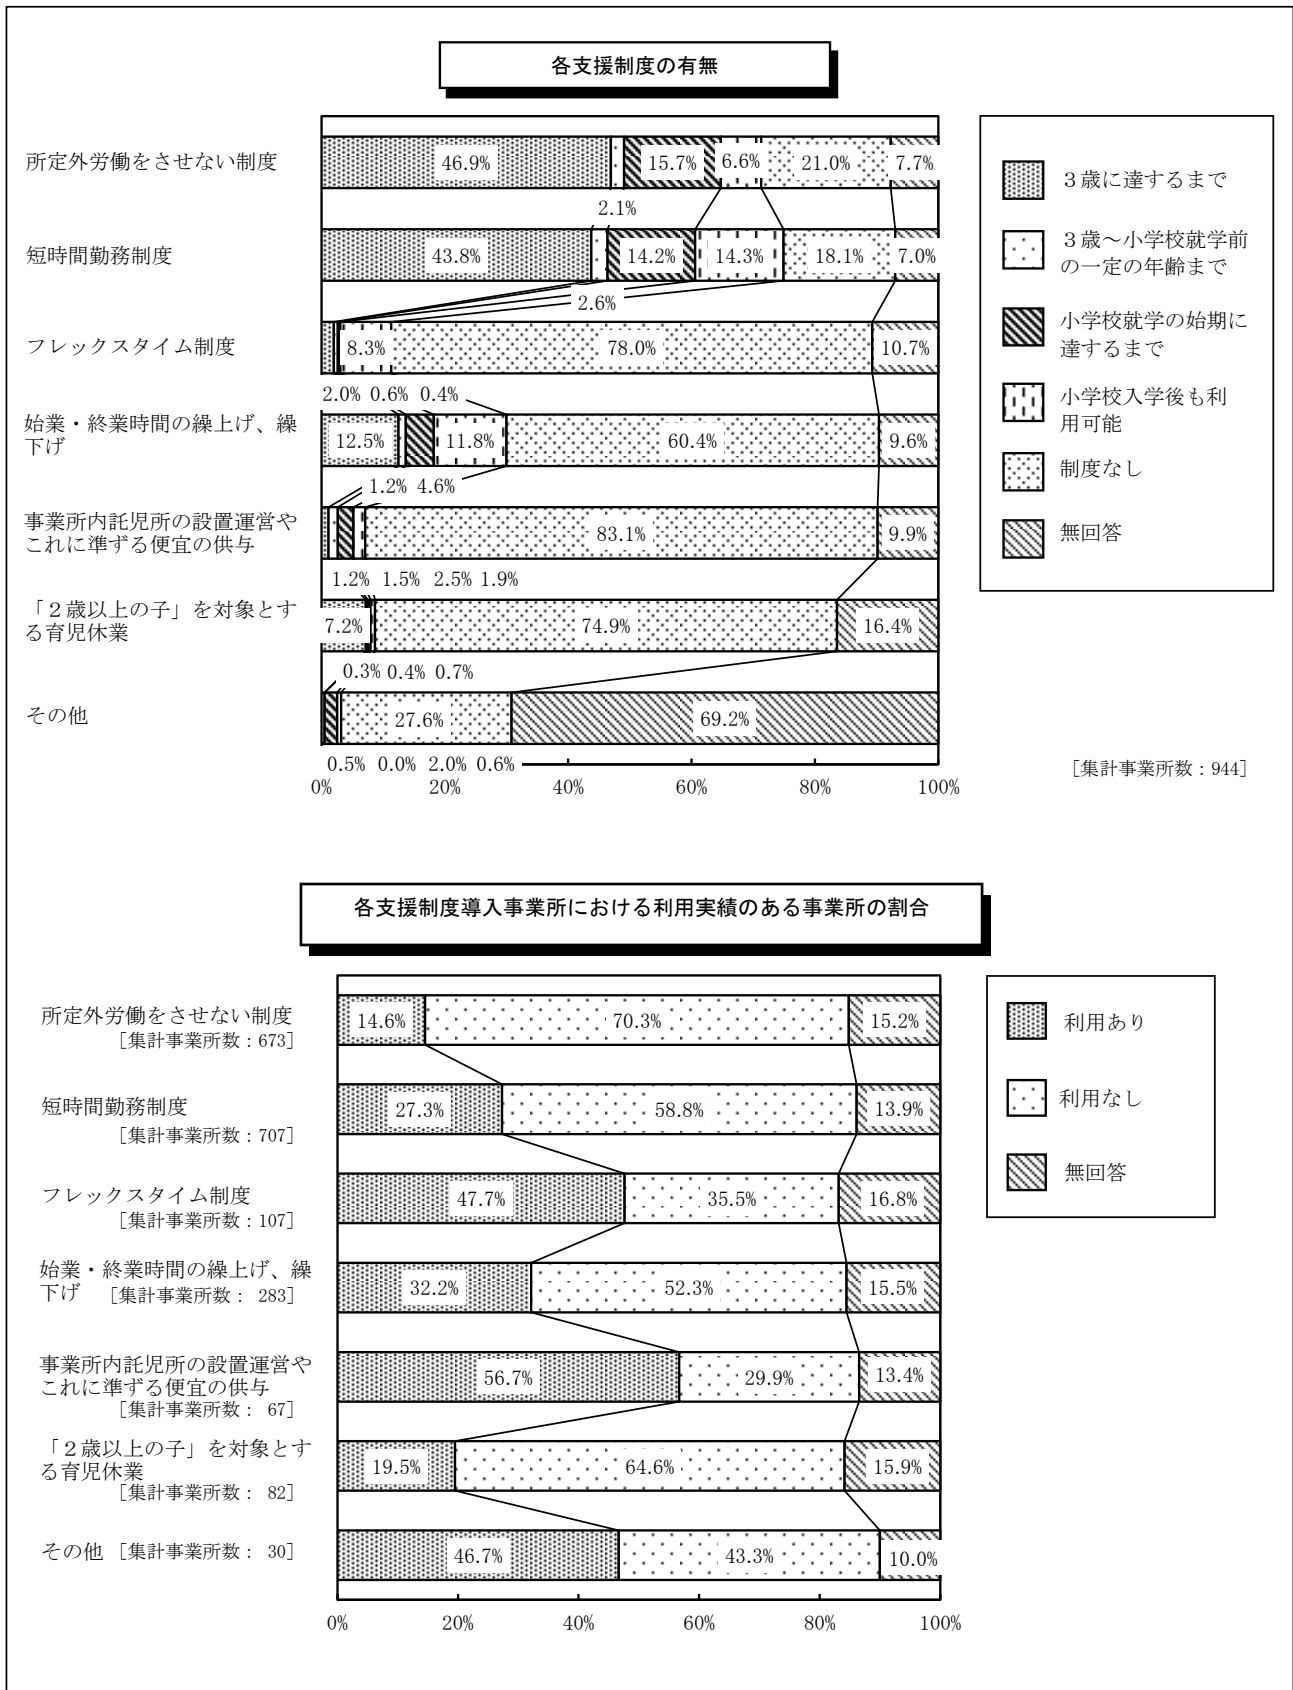 各支援制度の有無
所定外労働をさせない制度
46.9%
15.7%
6.6%
21.0%
7.7%
2.1%
短時間勤務制度
43.8%
14.2%
14.3%
18.1%
7.0%
2.6%
フレックスタイム制度
8.3%
78.0%
10.7%
2.0% 0.6% 0.4%
始業・終業時間の繰上げ、繰
下げ
12.5%
11.8%
60.4%
9.6%
1.2% 4.6%
事業所内託児所の設置運営や
これに準ずる便宜の供与
83.1%
9.9%
1.2% 1.5% 2.5% 1.9%
「２歳以上の子」を対象とす
る育児休業
7.2%
74.9%
16.4%
0.3% 0.4% 0.7%
その他
27.6%
69.2%
0.5% 0.0% 2.0% 0.6%
0% 20% 40% 60% 80% 100%
３歳に達するまで
３歳～小学校就学前
の一定の年齢まで
小学校就学の始期に
達するまで
小学校入学後も利
用可能
制度なし
無回答
［集計事業所数：944］
各支援制度導入事業所における利用実績のある事業所の割合
所定外労働をさせない制度
［集計事業所数：673］
14.6%
70.3%
15.2%
短時間勤務制度
［集計事業所数：707］
27.3%
58.8%
13.9%
フレックスタイム制度
［集計事業所数：107］
47.7%
35.5%
16.8%
始業・終業時間の繰上げ、繰
下げ ［集計事業所数： 283］
32.2%
52.3%
15.5%
事業所内託児所の設置運営や
これに準ずる便宜の供与
［集計事業所数： 67］
56.7%
29.9%
13.4%
「２歳以上の子」を対象とす
る育児休業
［集計事業所数： 82］
19.5%
64.6%
15.9%
その他 ［集計事業所数： 30］
46.7%
43.3%
10.0%
0% 20% 40% 60% 80% 100%
利用あり
利用なし
無回答